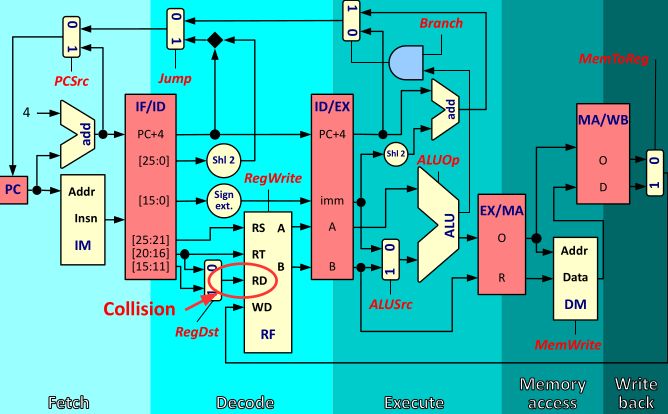 0
1
PCSrc
0
1
Jump
1
0
Branch
MemToReg
4
add
IF/ID
PC+4
[25:0]
[15:0]
[25:21]
[20:16]
[15:11]
Shl 2
Sign
ext.
RegWrite
ID/EX
PC+4
imm
A
B
Shl 2
add
ALUOp
ALU
MA/WB
O
D
0
1
PC
Addr
Insn
IM
RS
A
RT
B
RD
WD
RF
0
1
Collision
RegDst
0
1
ALUSrc
EX/MA
O
R
Addr
Data
DM
MemWrite
Fetch
Decode
Execute
Memory
access
Write
back